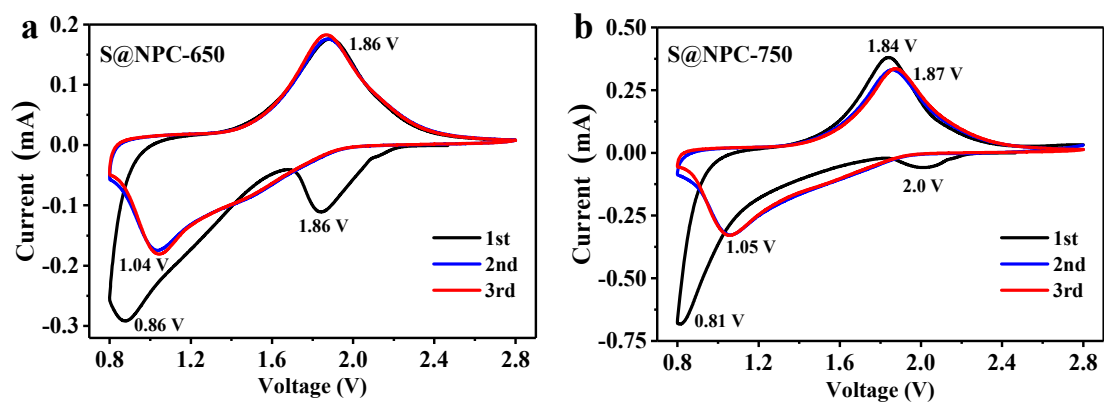 a
S@NPC-650
Current (mA)
0.2
0.1
0.0
-0.1
-0.2
-0.3
1.86 V
1.86 V
1.04 V
0.86 V
1st
2nd
3rd
0.8
1.2
1.6
2.0
2.4
2.8
Voltage (V)
b
S@NPC-750
Current (mA)
0.50
0.25
0.00
-0.25
-0.50
-0.75
1.84 V
1.87 V
2.0 V
1.05 V
0.81 V
1st
2nd
3rd
0.8
1.2
1.6
2.0
2.4
2.8
Voltage (V)